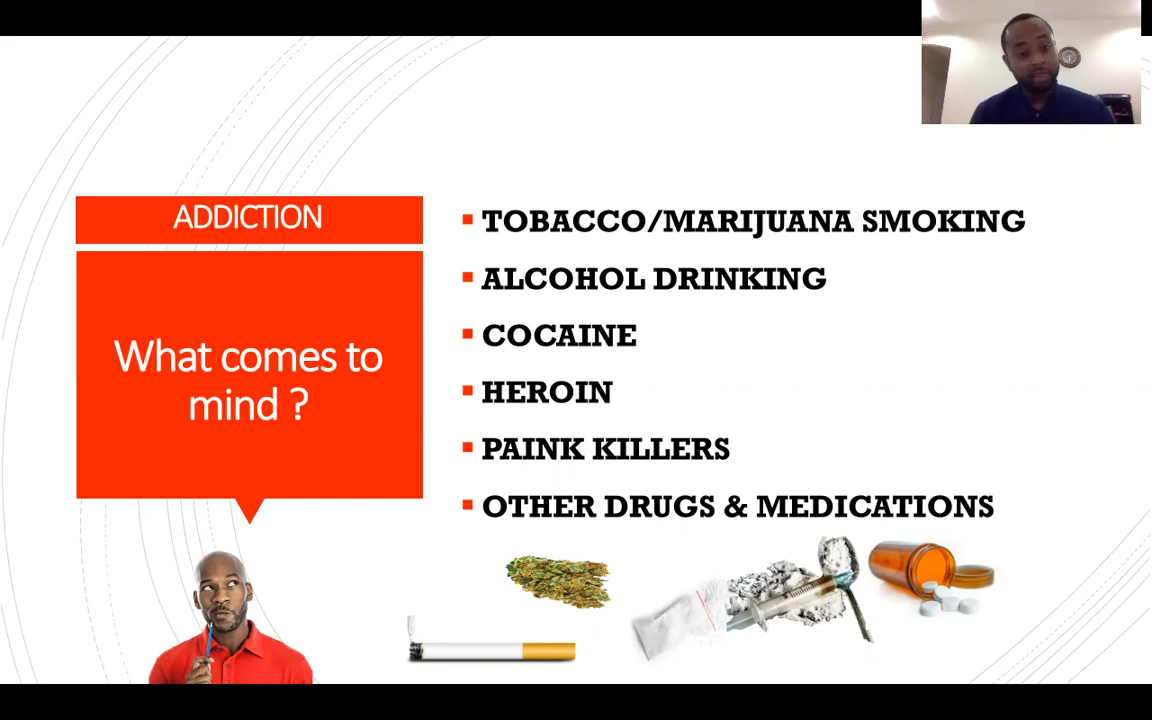 ADDICTION
What comes to
mind ?
TOBACCO/MARIJUANA SMOKING
ALCOHOL DRINKING
COCAINE
HEROIN
PAINK KILLERS
OTHER DRUGS & MEDICATIONS